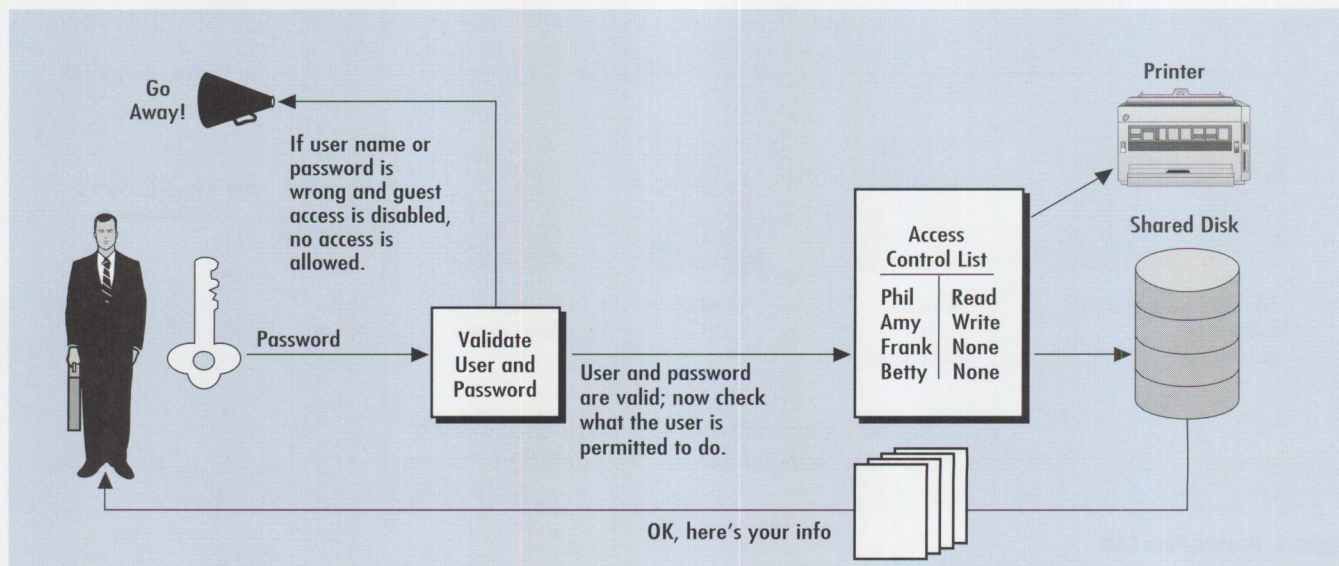 Go
Away!
If user name or
password is
wrong and guest
access is disabled,
no access is
allowed.
Password
Validate
User and
Password
User and password
are valid; now check
what the user is
permitted to do.
Access
Control List
Phil Read
Amy Write
Frank None
Betty None
Printer
Shared Disk
OK, here's your info